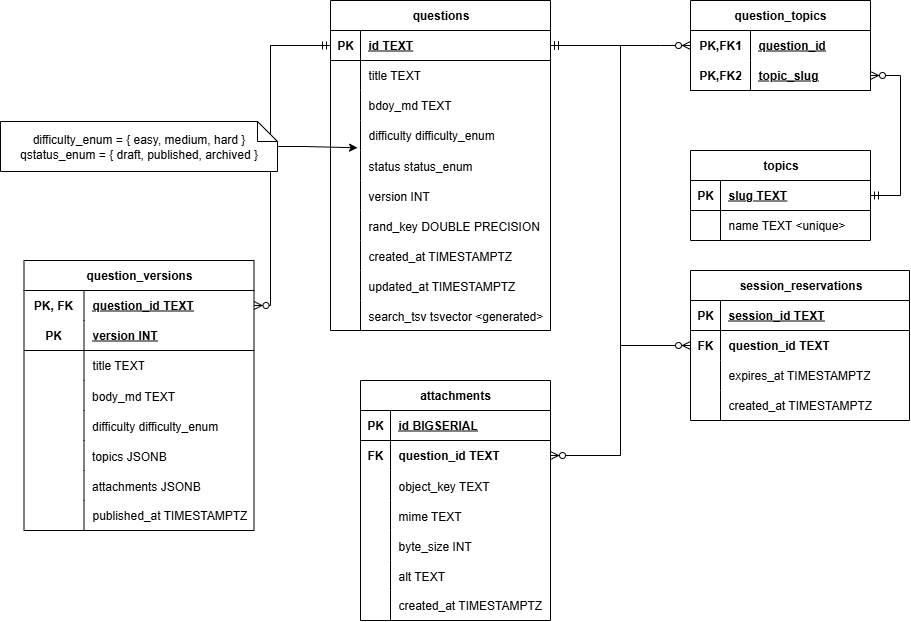 questions
PK id TEXT
title TEXT
bdoy_md TEXT
difficulty difficulty_enum
status status_enum
version INT
rand_key DOUBLE PRECISION
created_at TIMESTAMPTZ
updated_at TIMESTAMPTZ
search_tsv tsvector <generated>
difficulty_enum = { easy, medium, hard }
qstatus_enum = { draft, published, archived }
question_versions
PK, FK question_id TEXT
PK version INT
title TEXT
body_md TEXT
difficulty difficulty_enum
topics JSONB
attachments JSONB
published_at TIMESTAMPTZ
attachments
PK id BIGSERIAL
FK question_id TEXT
object_key TEXT
mime TEXT
byte_size INT
alt TEXT
created_at TIMESTAMPTZ
question_topics
PK,FK1 question_id
PK,FK2 topic_slug
topics
PK slug TEXT
name TEXT <unique>
session_reservations
PK session_id TEXT
FK question_id TEXT
expires_at TIMESTAMPTZ
created_at TIMESTAMPTZ